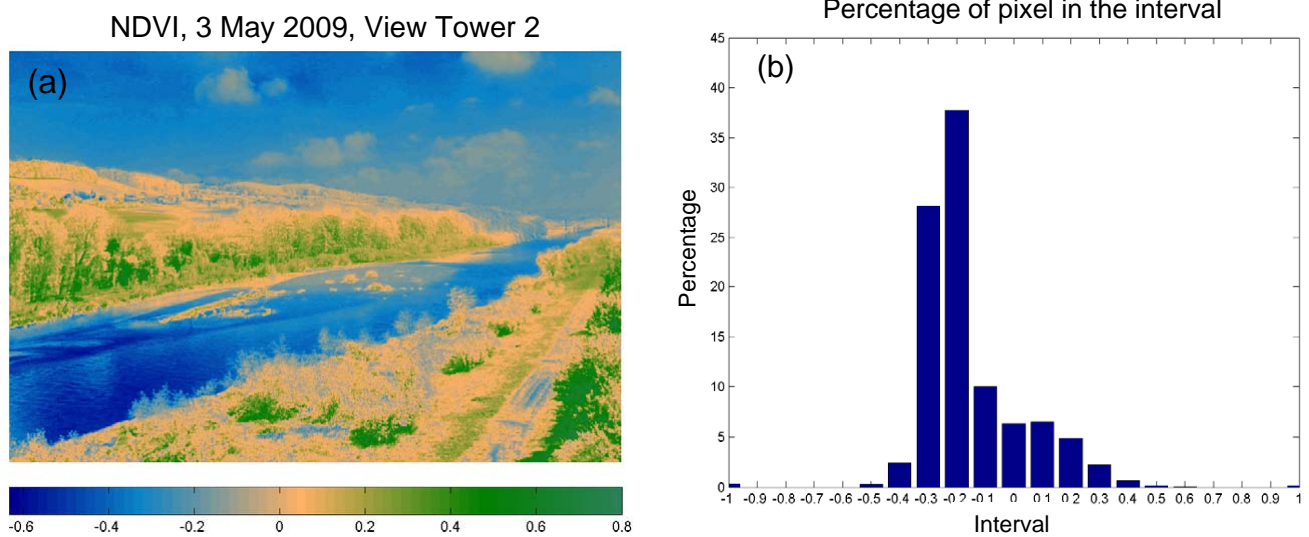 NDVI, 3 May 2009, View Tower 2
(a)
-0.6 -0.4 -0.2 0 0.2 0.4 0.6 0.8
Percentage of pixel in the interval
(b)
45
40
35
30
25
20
15
10
5
0
Percentage
-1 -0.9 -0.8 -0.7 -0.6 -0.5 -0.4 -0.3 -0.2 -0.1 0 0.1 0.2 0.3 0.4 0.5 0.6 0.7 0.8 0.9 1
Interval